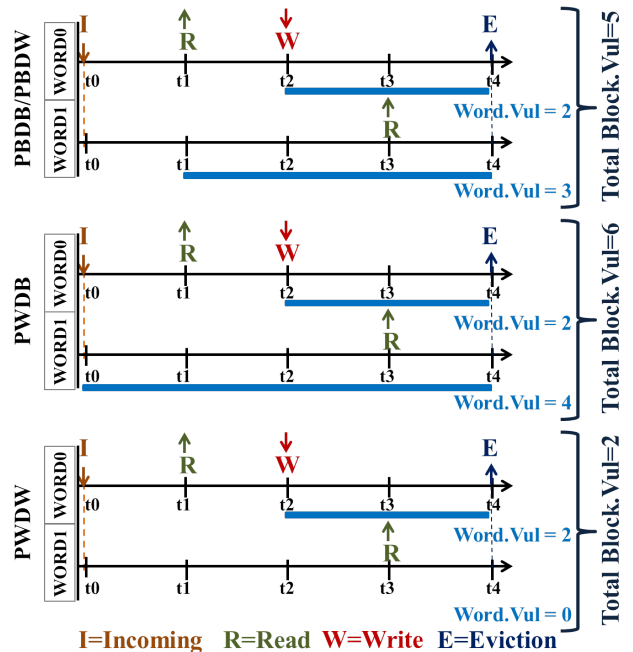 PBDB/PBDW
WORD0
WORD1
I
R
W
E
t0 t1 t2 t3 t4
Word.Vul = 2
R
t0 t1 t2 t3 t4
Word.Vul = 3
Total Block.Vul=5
PWDB
WORD0
WORD1
I
R
W
E
t0 t1 t2 t3 t4
Word.Vul = 2
R
t0 t1 t2 t3 t4
Word.Vul = 4
Total Block.Vul=6
PWDW
WORD0
WORD1
I
R
W
E
t0 t1 t2 t3 t4
Word.Vul = 2
R
t0 t1 t2 t3 t4
Word.Vul = 0
Total Block.Vul=2
I=Incoming R=Read W=Write E=Eviction